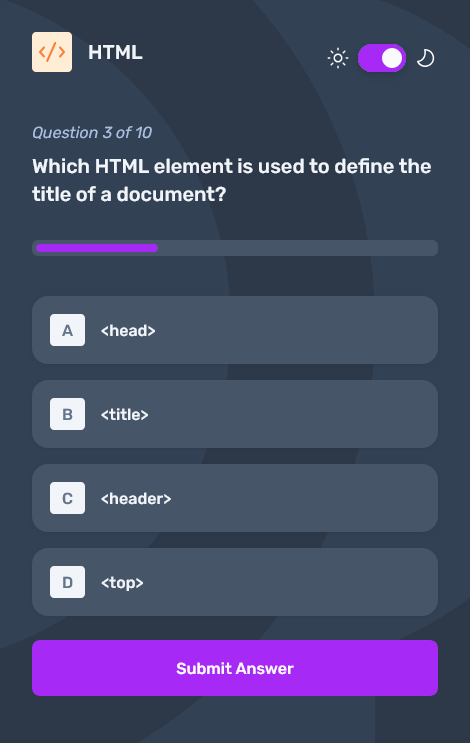 </> HTML
Question 3 of 10
Which HTML element is used to define the
title of a document?
A <head>
B <title>
C <header>
D <top>
Submit Answer